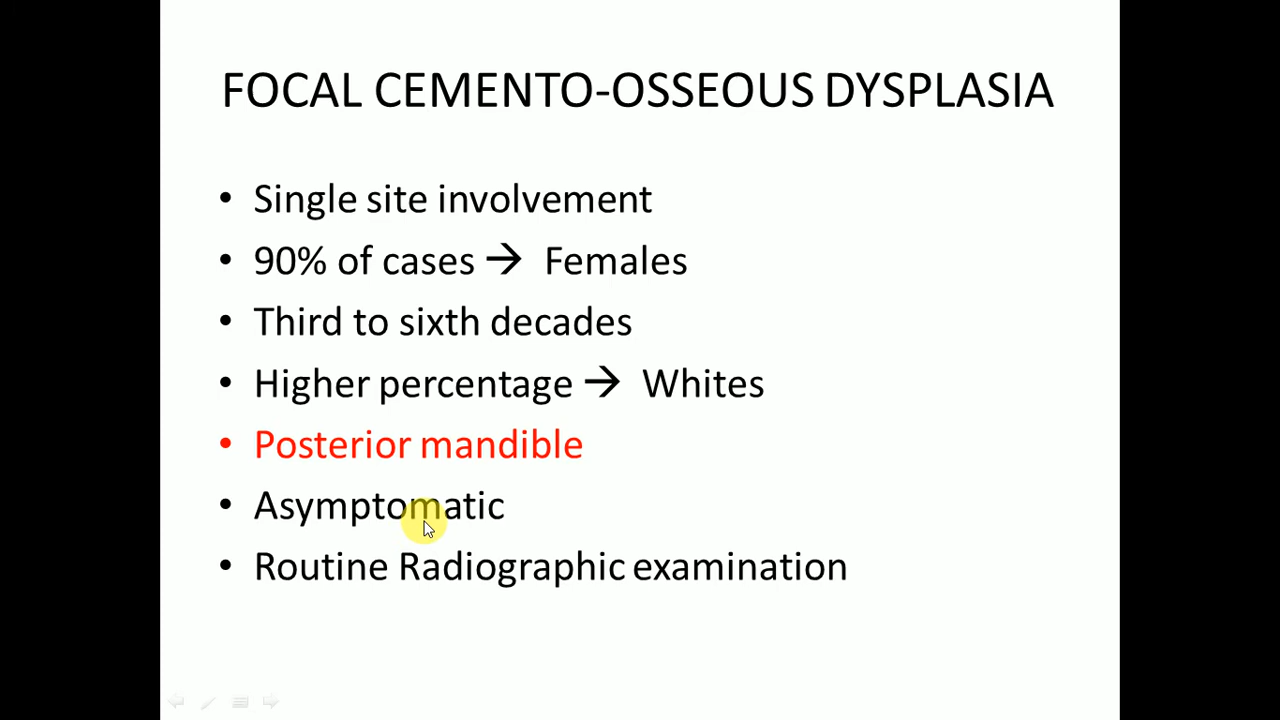 FOCAL CEMENTO-OSSEOUS DYSPLASIA
• Single site involvement
• 90% of cases → Females
• Third to sixth decades
• Higher percentage → Whites
• Posterior mandible
• Asymptomatic
• Routine Radiographic examination